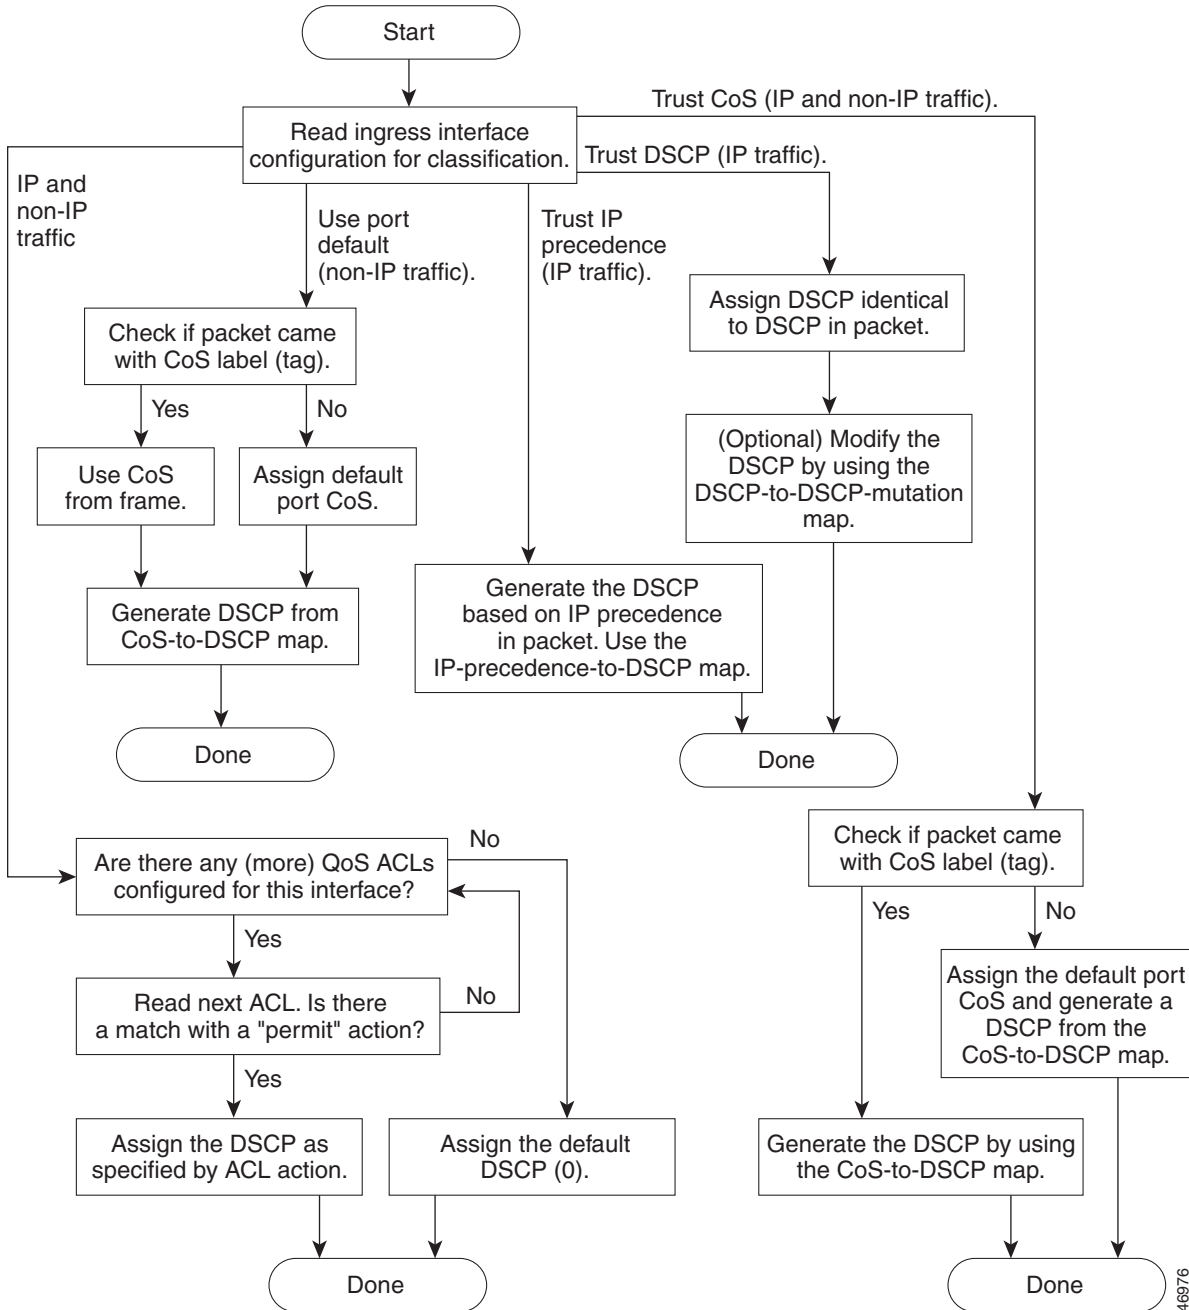 Start
Trust CoS (IP and non-IP traffic).
Read ingress interface
configuration for classification.
Trust DSCP (IP traffic).
IP and
non-IP
traffic
Use port
default
(non-IP traffic).
Trust IP
precedence
(IP traffic).
Assign DSCP identical
to DSCP in packet.
Check if packet came
with CoS label (tag).
Yes
No
(Optional) Modify the
DSCP by using the
DSCP-to-DSCP-mutation
map.
Use CoS
from frame.
Assign default
port CoS.
Generate the DSCP
based on IP precedence
in packet. Use the
IP-precedence-to-DSCP map.
Generate DSCP from
CoS-to-DSCP map.
Done
Done
Check if packet came
with CoS label (tag).
Are there any (more) QoS ACLs
configured for this interface?
No
Yes
No
Yes
Read next ACL. Is there
a match with a "permit" action?
No
Assign the default port
CoS and generate a
DSCP from the
CoS-to-DSCP map.
Yes
Assign the DSCP as
specified by ACL action.
Assign the default
DSCP (0).
Generate the DSCP by using
the CoS-to-DSCP map.
Done
Done
46976